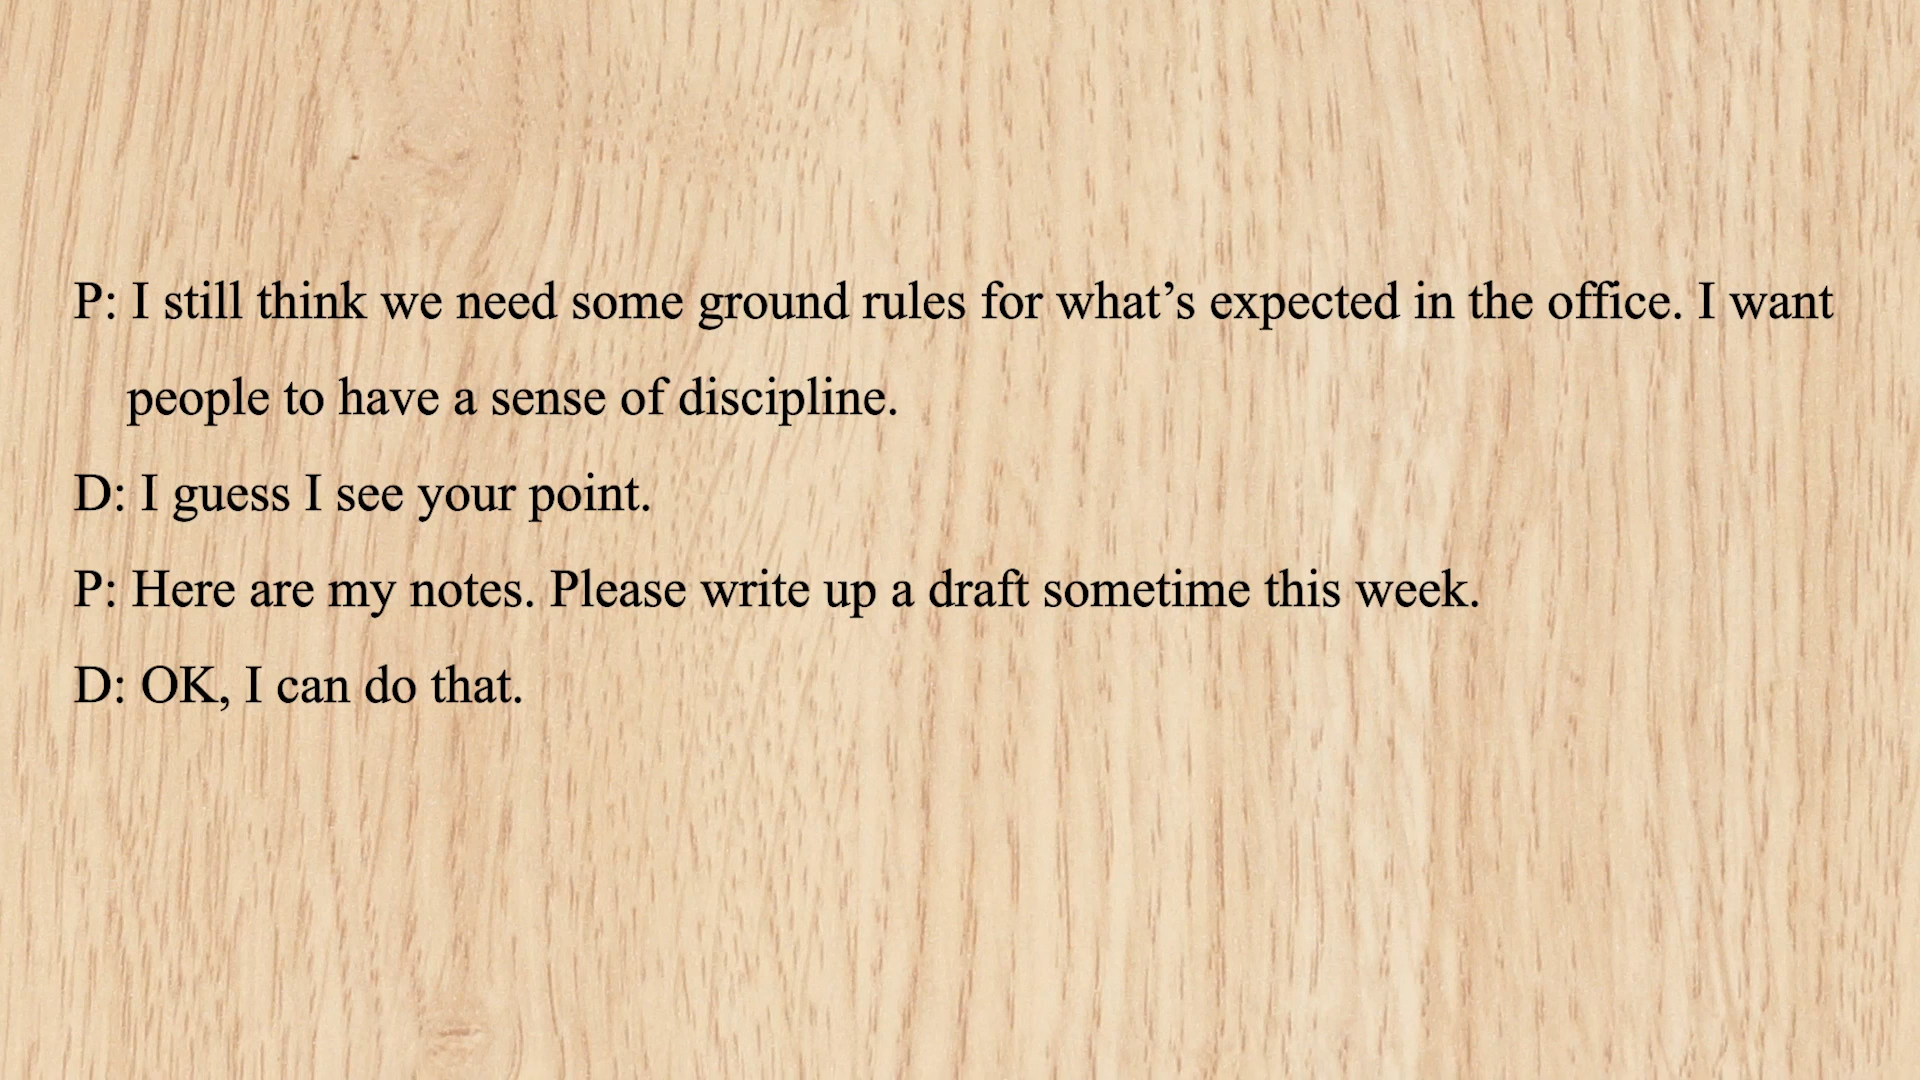 P: I still think we need some ground rules for what’s expected in the office. I want
people to have a sense of discipline.
D: I guess I see your point.
P: Here are my notes. Please write up a draft sometime this week.
D: OK, I can do that.